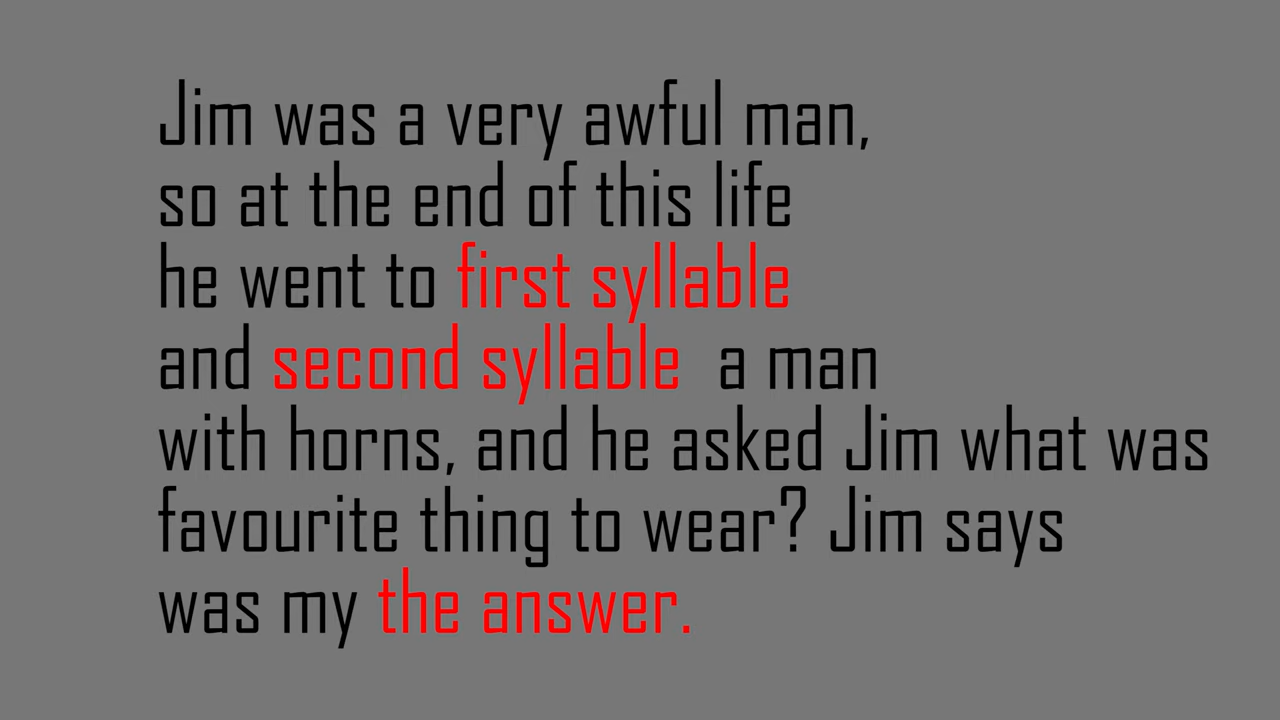 Jim was a very awful man,
so at the end of this life
he went to first syllable
and second syllable a man
with horns, and he asked Jim what was
favourite thing to wear? Jim says
was my the answer.